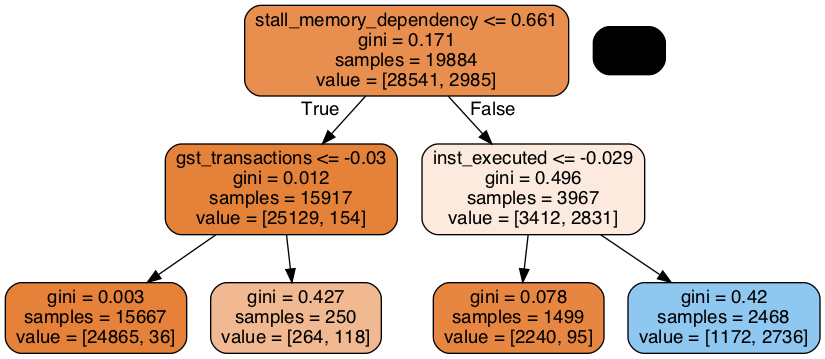 stall_memory_dependency <= 0.661
gini = 0.171
samples = 19884
value = [28541, 2985]
True
False
gst_transactions <= -0.03
gini = 0.012
samples = 15917
value = [25129, 154]
inst_executed <= -0.029
gini = 0.496
samples = 3967
value = [3412, 2831]
gini = 0.003
samples = 15667
value = [24865, 36]
gini = 0.427
samples = 250
value = [264, 118]
gini = 0.078
samples = 1499
value = [2240, 95]
gini = 0.42
samples = 2468
value = [1172, 2736]